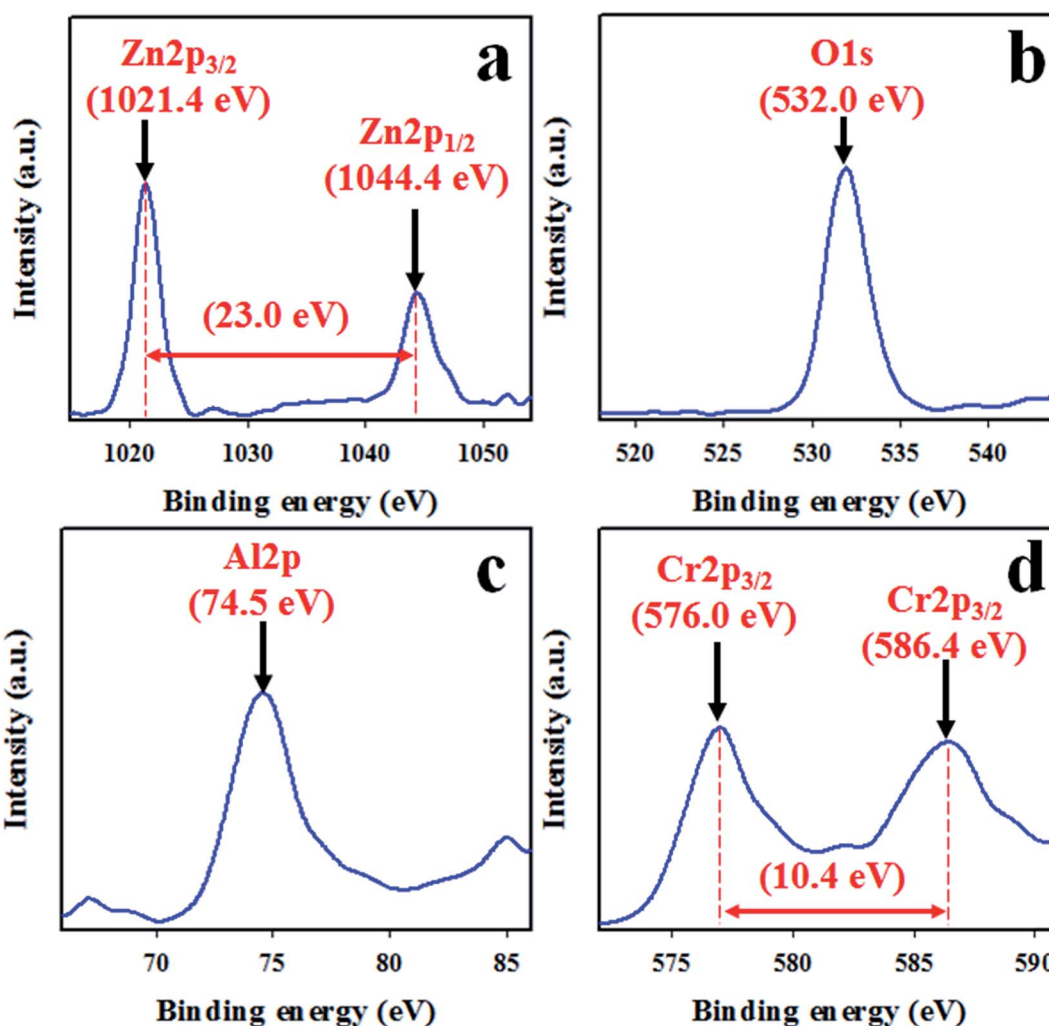 a
Zn2p3/2
(1021.4 eV)
Zn2p1/2
(1044.4 eV)
(23.0 eV)
Intensity (a.u.)
1020 1030 1040 1050
Binding energy (eV)
b
O1s
(532.0 eV)
Intensity (a.u.)
520 525 530 535 540
Binding energy (eV)
c
Al2p
(74.5 eV)
Intensity (a.u.)
70 75 80 85
Binding energy (eV)
d
Cr2p3/2
(576.0 eV)
Cr2p3/2
(586.4 eV)
(10.4 eV)
Intensity (a.u.)
575 580 585 590
Binding energy (eV)